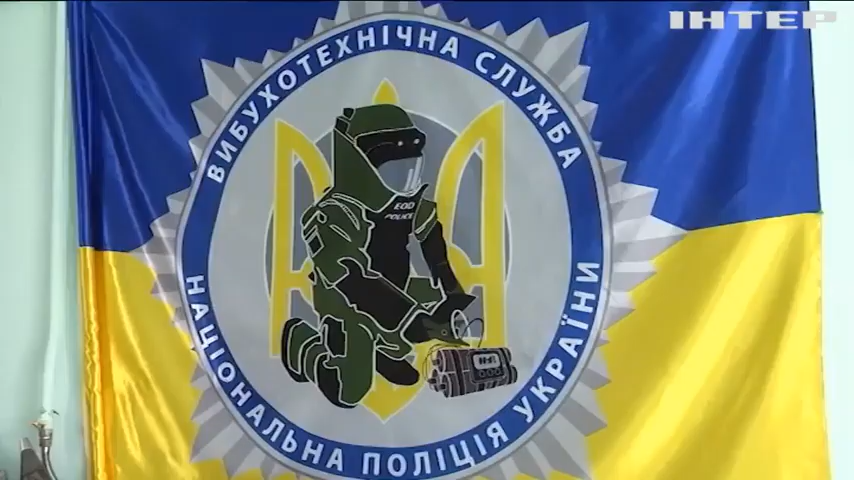 ІНТЕР
ВИБУХОТЕХНІЧНА СЛУЖБА
EOD
POLICE
НАЦІОНАЛЬНА ПОЛІЦІЯ УКРАЇНИ